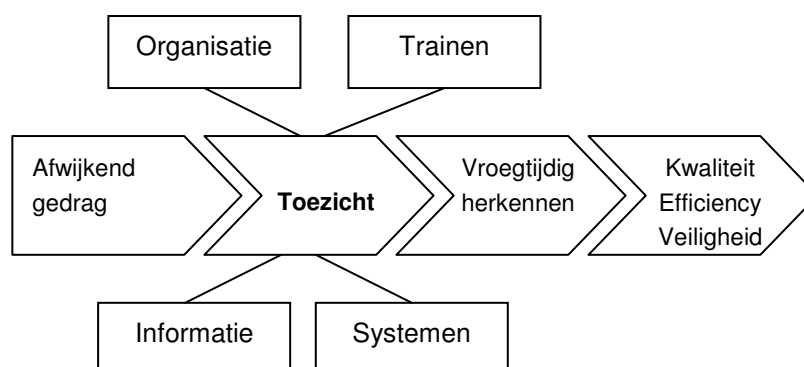 Organisatie
Trainen
Afwijkend
gedrag
Toezicht
Vroegtijdig
herkennen
Kwaliteit
Efficiency
Veiligheid
Informatie
Systemen